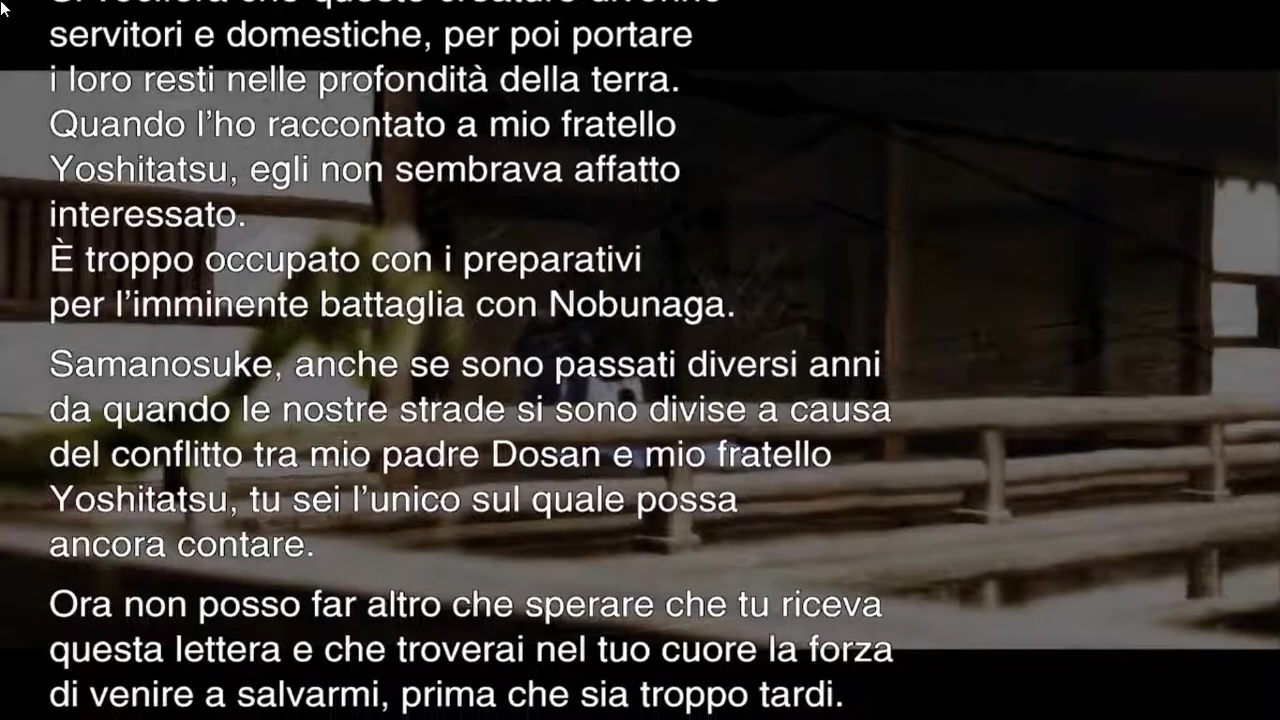 servitori e domestiche, per poi portare
i loro resti nelle profondità della terra.
Quando l’ho raccontato a mio fratello
Yoshitatsu, egli non sembrava affatto
interessato.
È troppo occupato con i preparativi
per l’imminente battaglia con Nobunaga.
Samanosuke, anche se sono passati diversi anni
da quando le nostre strade si sono divise a causa
del conflitto tra mio padre Dosan e mio fratello
Yoshitatsu, tu sei l’unico sul quale possa
ancora contare.
Ora non posso far altro che sperare che tu riceva
questa lettera e che troverai nel tuo cuore la forza
di venire a salvarmi, prima che sia troppo tardi.